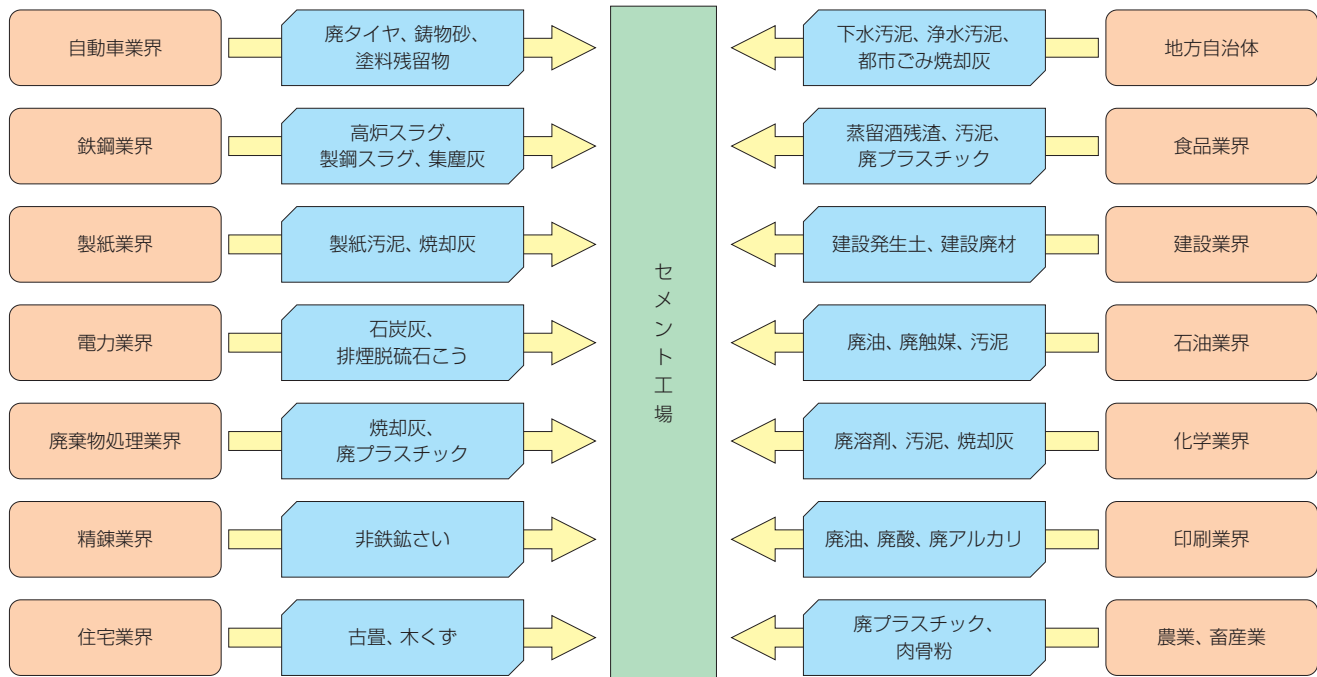 自動車業界
廃タイヤ、鋳物砂、
塗料残留物
鉄鋼業界
高炉スラグ、
製鋼スラグ、集塵灰
製紙業界
製紙汚泥、焼却灰
電力業界
石炭灰、
排煙脱硫石こう
廃棄物処理業界
焼却灰、
廃プラスチック
精錬業界
非鉄鉱さい
住宅業界
古畳、木くず
セメント工場
下水汚泥、浄水汚泥、
都市ごみ焼却灰
地方自治体
蒸留酒残渣、汚泥、
廃プラスチック
食品業界
建設発生土、建設廃材
建設業界
廃油、廃触媒、汚泥
石油業界
廃溶剤、汚泥、焼却灰
化学業界
廃油、廃酸、廃アルカリ
印刷業界
廃プラスチック、
肉骨粉
農業、畜産業